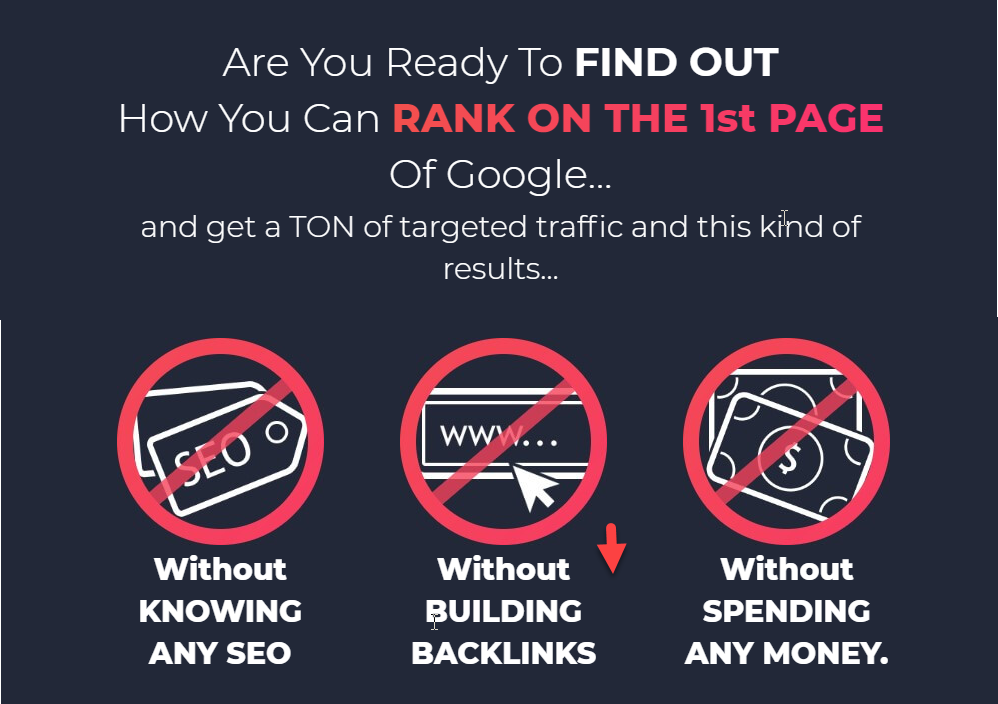 Are You Ready To FIND OUT
How You Can RANK ON THE 1st PAGE
Of Google...
and get a TON of targeted traffic and this kind of
results...
SEO
www...
$
Without
KNOWING
ANY SEO
Without
BUILDING
BACKLINKS
Without
SPENDING
ANY MONEY.